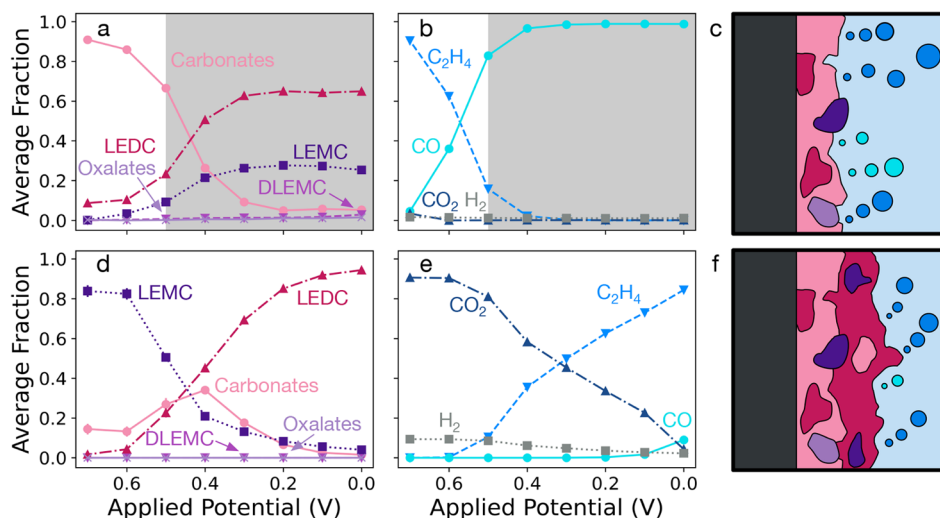 a
Average Fraction
1.0
0.8
0.6
0.4
0.2
0.0
Carbonates
LEDC
Oxalates
LEMC
DLEMC
b
C₂H₄
CO
CO₂
H₂
c
d
Average Fraction
1.0
0.8
0.6
0.4
0.2
0.0
LEMC
LEDC
Carbonates
DLEMC
Oxalates
0.6 0.4 0.2 0.0
Applied Potential (V)
e
CO₂
C₂H₄
H₂
CO
0.6 0.4 0.2 0.0
Applied Potential (V)
f